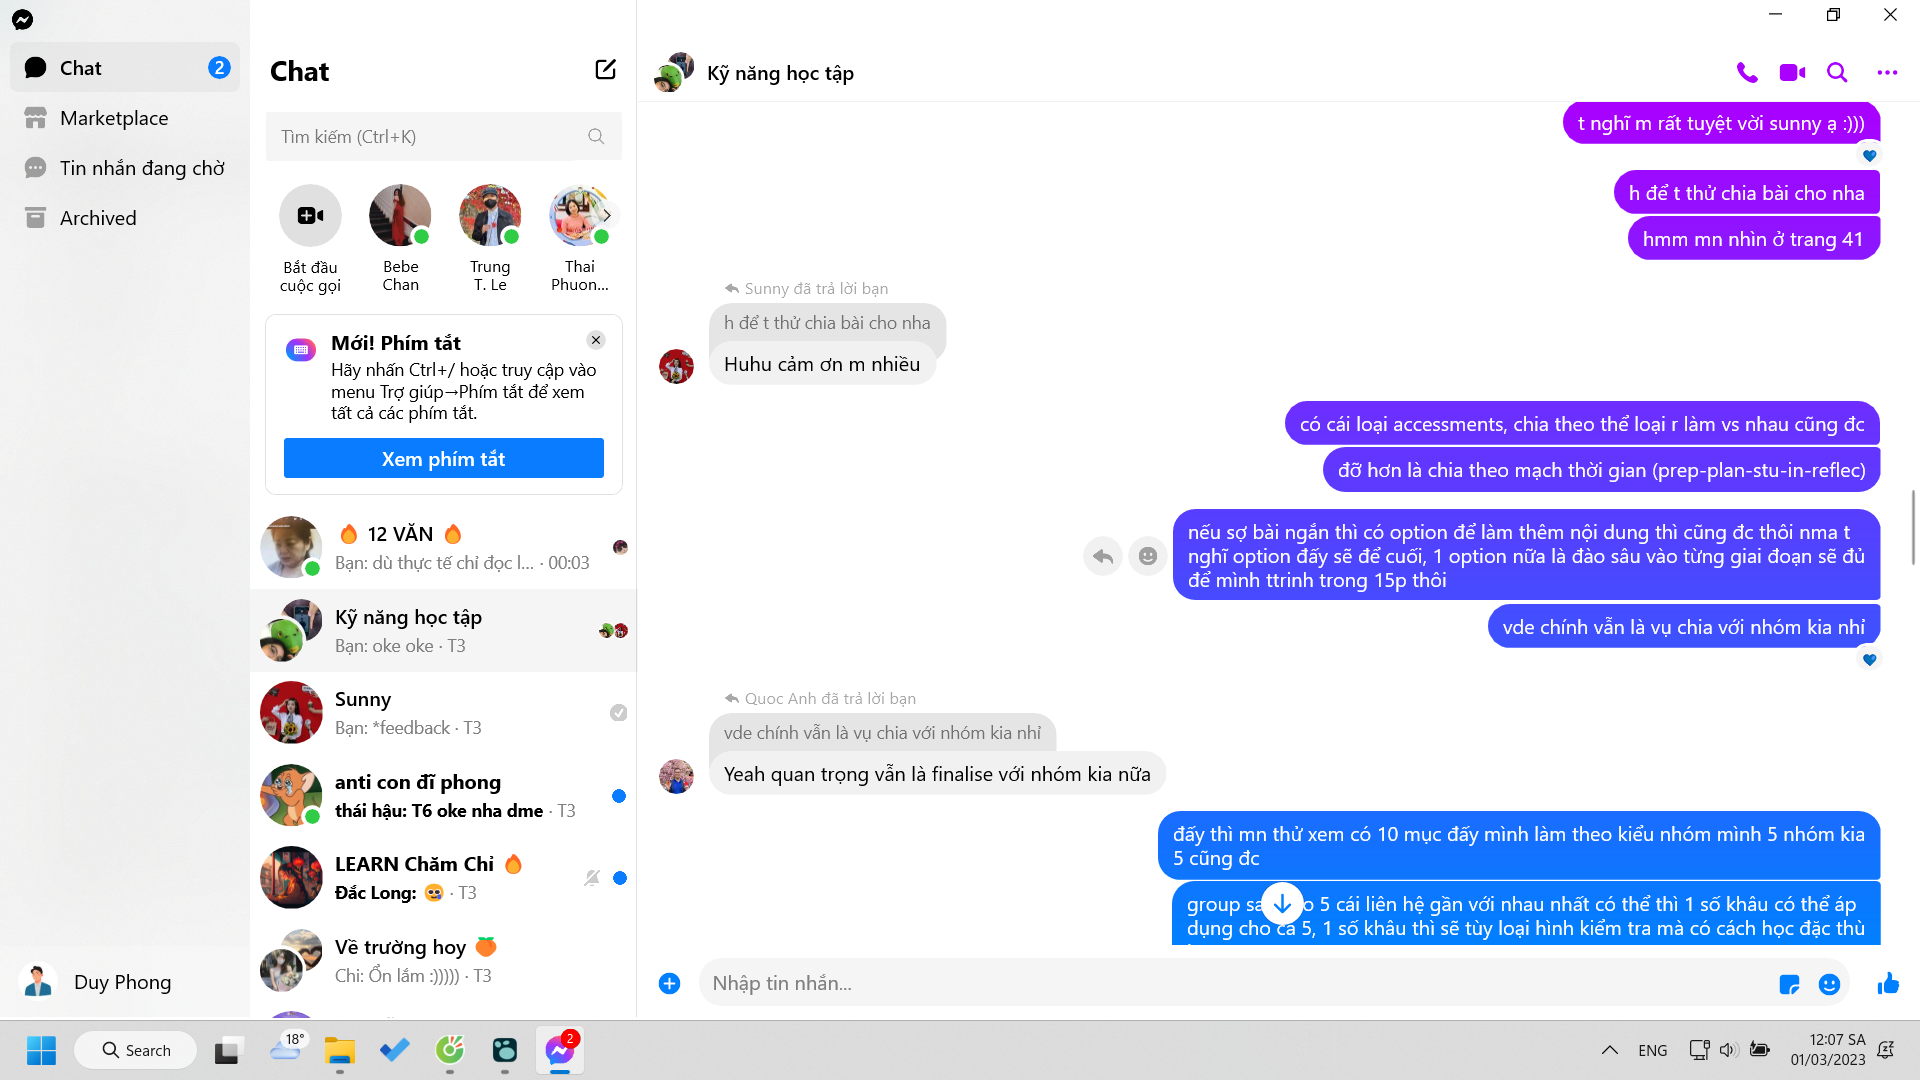 Chat
2
Marketplace
Tin nhắn đang chờ
Archived
Duy Phong
Chat
Tìm kiếm (Ctrl+K)
Bắt đầu
cuộc gọi
Bebe
Chan
Trung
T. Le
Thai
Phuon...
Mới! Phím tắt
Hãy nhấn Ctrl+/ hoặc truy cập vào
menu Trợ giúp→Phím tắt để xem
tất cả các phím tắt.
Xem phím tắt
12 VĂN
Bạn: dù thực tế chỉ đọc l... · 00:03
Kỹ năng học tập
Bạn: oke oke · T3
Sunny
Bạn: *feedback · T3
anti con đĩ phong
thái hậu: T6 oke nha dme · T3
LEARN Chăm Chỉ
Đắc Long: · T3
Về trường hoy
Chi: Ổn lắm :))))) · T3
Kỹ năng học tập
t nghĩ m rất tuyệt vời sunny ạ :)))
h để t thử chia bài cho nha
hmm mn nhìn ở trang 41
Sunny đã trả lời bạn
h để t thử chia bài cho nha
Huhu cảm ơn m nhiều
có cái loại accessments, chia theo thể loại r làm vs nhau cũng đc
đỡ hơn là chia theo mạch thời gian (prep-plan-stu-in-reflec)
nếu sợ bài ngắn thì có option để làm thêm nội dung thì cũng đc thôi nma t
nghĩ option đấy sẽ để cuối, 1 option nữa là đào sâu vào từng giai đoạn sẽ đủ
để mình ttrinh trong 15p thôi
vde chính vẫn là vụ chia với nhóm kia nhỉ
Quoc Anh đã trả lời bạn
vde chính vẫn là vụ chia với nhóm kia nhỉ
Yeah quan trọng vẫn là finalise với nhóm kia nữa
đấy thì mn thử xem có 10 mục đấy mình làm theo kiểu nhóm mình 5 nhóm kia
5 cũng đc
group 5 cái liên hệ gần với nhau nhất có thể thì 1 số khâu có thể áp
dụng cho cả 5, 1 số khâu thì sẽ tùy loại hình kiểm tra mà có cách học đặc thù
Nhập tin nhắn...
Search
18°
2
ENG
12:07 SA
01/03/2023